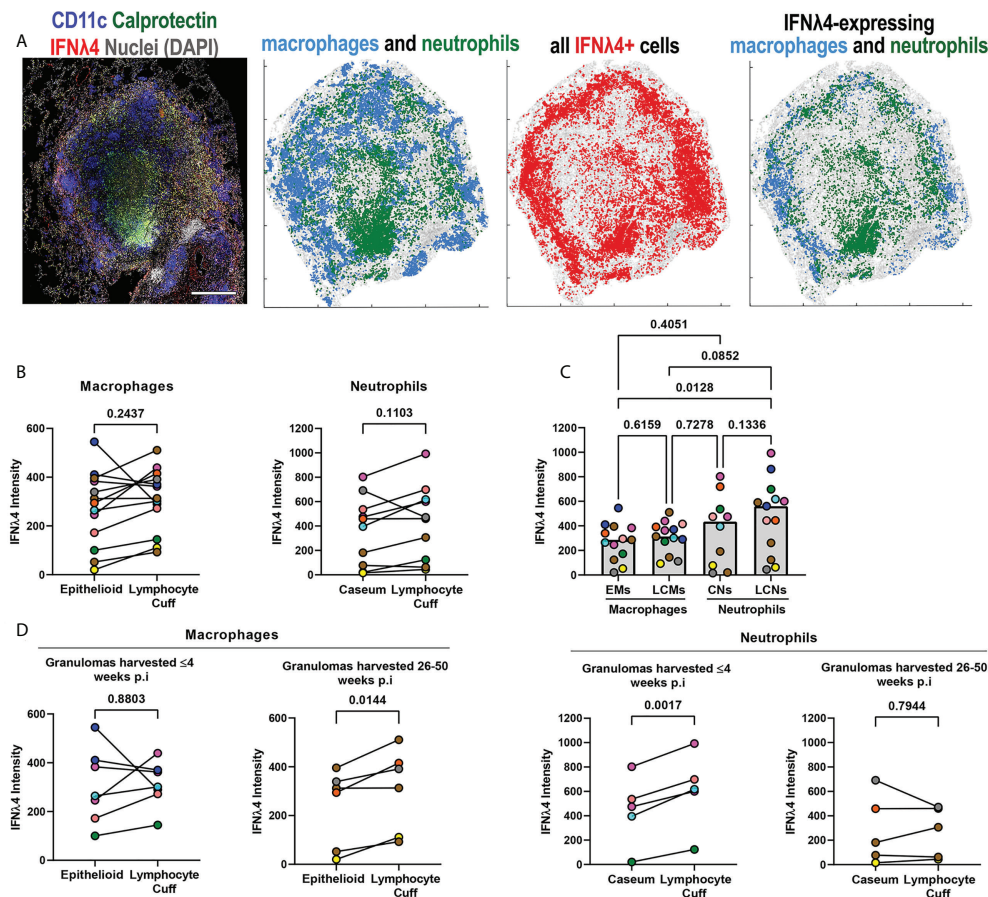 A
CD11c Calprotectin
IFNλ4 Nuclei (DAPI)
macrophages and neutrophils
all IFNλ4+ cells
IFNλ4-expressing
macrophages and neutrophils
B
Macrophages
0.2437
IFNλ4 Intensity
600
400
200
0
Epithelioid
Lymphocyte
Cuff
Neutrophils
0.1103
IFNλ4 Intensity
1200
1000
800
600
400
200
0
Caseum
Lymphocyte
Cuff
C
0.4051
0.0852
0.0128
0.6159
0.7278
0.1336
IFNλ4 Intensity
1200
1000
800
600
400
200
0
EMs
LCMs
CNs
LCNs
Macrophages
Neutrophils
D
Macrophages
Granulomas harvested ≤4
weeks p.i
0.8803
IFNλ4 Intensity
600
400
200
0
Epithelioid
Lymphocyte
Cuff
Granulomas harvested 26-50
weeks p.i
0.0144
IFNλ4 Intensity
600
400
200
0
Epithelioid
Lymphocyte
Cuff
Neutrophils
Granulomas harvested ≤4
weeks p.i
0.0017
IFNλ4 Intensity
1200
1000
800
600
400
200
0
Caseum
Lymphocyte
Cuff
Granulomas harvested 26-50
weeks p.i
0.7944
IFNλ4 Intensity
1200
1000
800
600
400
200
0
Caseum
Lymphocyte
Cuff